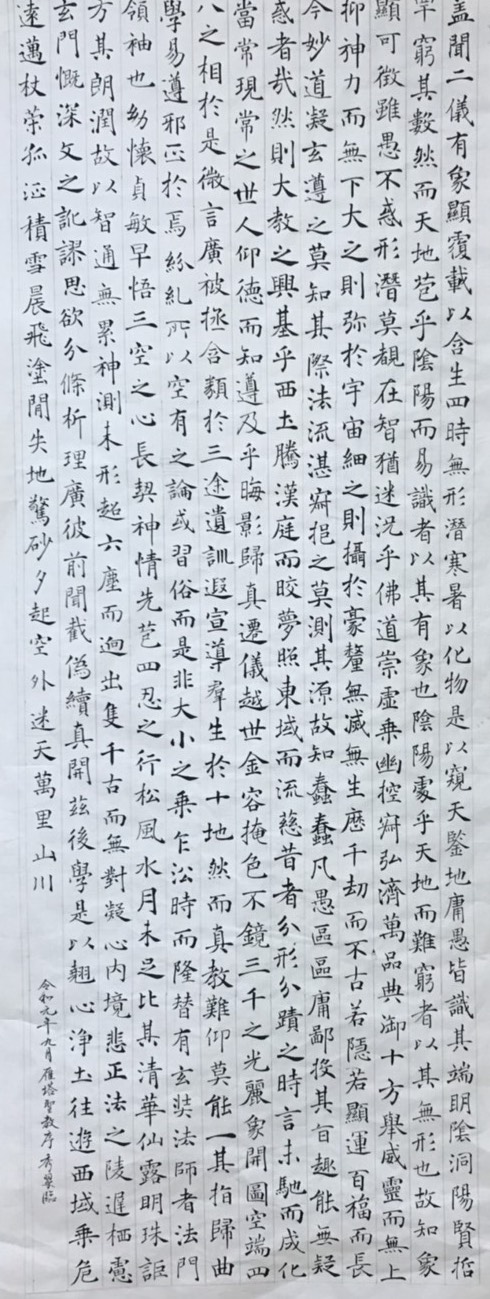 盖聞二儀有象顯覆載以含生四時無形潛寒暑以化物是以窺天鑒地庸愚皆識其端明陰洞陽賢哲
罕窮其數然而天地苞乎陰陽而易識者以其有象也陰陽處乎天地而難窮者以其無形也故知象
顯可徵雖愚不惑形潛莫覩在智猶迷況乎佛道崇虛乘幽控寂弘濟萬品典御十方舉威靈而無上
抑神力而無下大之則弥於宇宙細之則攝於豪釐無滅無生歷千劫而不古若隱若顯運百福而長
今妙道凝玄遵之莫知其際法流湛寂挹之莫測其源故知蠢蠢凡愚區區庸鄙投其旨趣能無疑
惑者哉然則大教之興基乎西土騰漢庭而皎夢照東域而流慈昔者分形分蹟之時言未馳而成化
當常現常之世人仰德而知遵及乎晦影歸真遷儀越世金容掩色不鏡三千之光麗象開圖空端四
八之相於是微言廣被拯含類於三途遺訓遐宣導羣生於十地然而真教難仰莫能一其指歸曲
學易遵邪正於焉紛糺所以空有之論或習俗而是非大小之乘乍沿時而隆替有玄奘法師者法門
領袖也幼懷貞敏早悟三空之心長契神情先苞四忍之行松風水月未足比其清華仙露明珠詎
方其朗潤故以智通無累神測未形超六塵而迥出隻千古而無對凝心内境悲正法之陵遲栖慮
玄門慨深文之訛謬思欲分條析理廣彼前聞截偽續真開茲後學是以翹心淨土往遊西域乘危
遠邁杖策孤征積雪晨飛塗閒失地驚砂夕起空外迷天萬里山川
令和元年九月雁塔聖教序秀臨